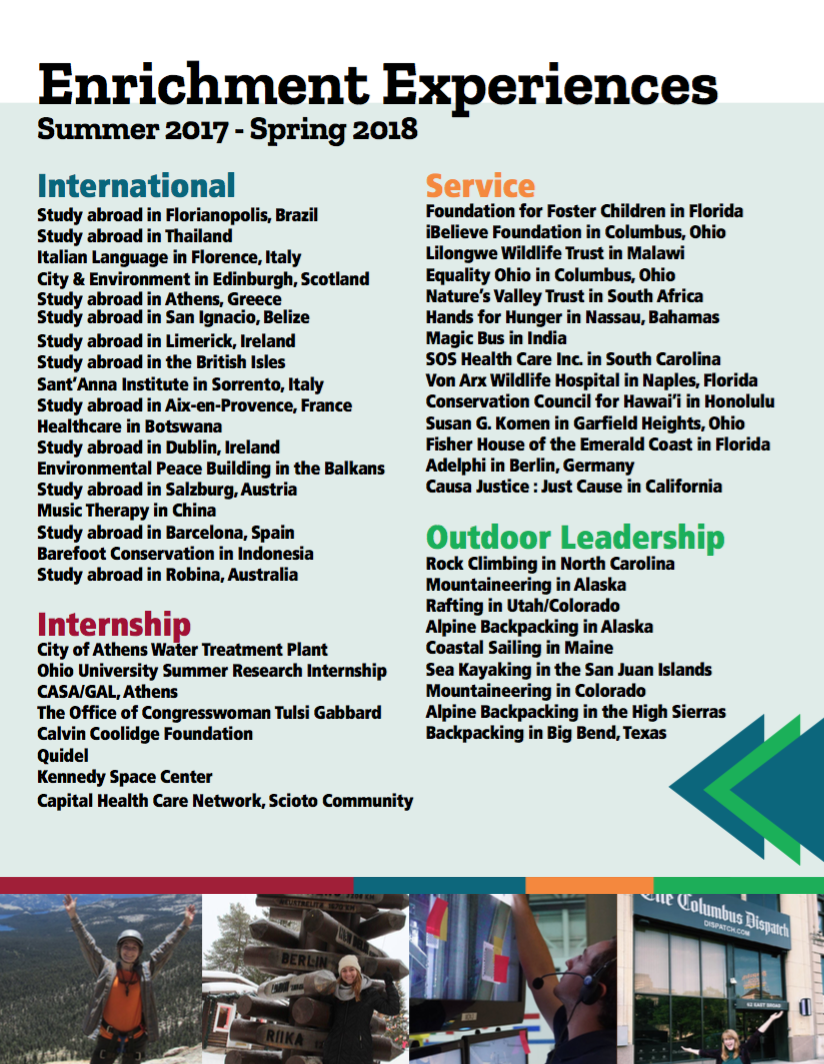 Enrichment Experiences
Summer 2017 - Spring 2018
International
Study abroad in Florianopolis, Brazil
Study abroad in Thailand
Italian Language in Florence, Italy
City & Environment in Edinburgh, Scotland
Study abroad in Athens, Greece
Study abroad in San Ignacio, Belize
Study abroad in Limerick, Ireland
Study abroad in the British Isles
Sant'Anna Institute in Sorrento, Italy
Study abroad in Aix-en-Provence, France
Healthcare in Botswana
Study abroad in Dublin, Ireland
Environmental Peace Building in the Balkans
Study abroad in Salzburg, Austria
Music Therapy in China
Study abroad in Barcelona, Spain
Barefoot Conservation in Indonesia
Study abroad in Robina, Australia
Internship
City of Athens Water Treatment Plant
Ohio University Summer Research Internship
CASA/GAL, Athens
The Office of Congresswoman Tulsi Gabbard
Calvin Coolidge Foundation
Quidel
Kennedy Space Center
Capital Health Care Network, Scioto Community
Service
Foundation for Foster Children in Florida
iBelieve Foundation in Columbus, Ohio
Lilongwe Wildlife Trust in Malawi
Equality Ohio in Columbus, Ohio
Nature's Valley Trust in South Africa
Hands for Hunger in Nassau, Bahamas
Magic Bus in India
SOS Health Care Inc. in South Carolina
Von Arx Wildlife Hospital in Naples, Florida
Conservation Council for Hawai'i in Honolulu
Susan G. Komen in Garfield Heights, Ohio
Fisher House of the Emerald Coast in Florida
Adelphi in Berlin, Germany
Causa Justice : Just Cause in California
Outdoor Leadership
Rock Climbing in North Carolina
Mountaineering in Alaska
Rafting in Utah/Colorado
Alpine Backpacking in Alaska
Coastal Sailing in Maine
Sea Kayaking in the San Juan Islands
Mountaineering in Colorado
Alpine Backpacking in the High Sierras
Backpacking in Big Bend, Texas
BERLIN
RIIKA
The Columbus Dispatch
DISPATCH.COM
62 EAST BROAD